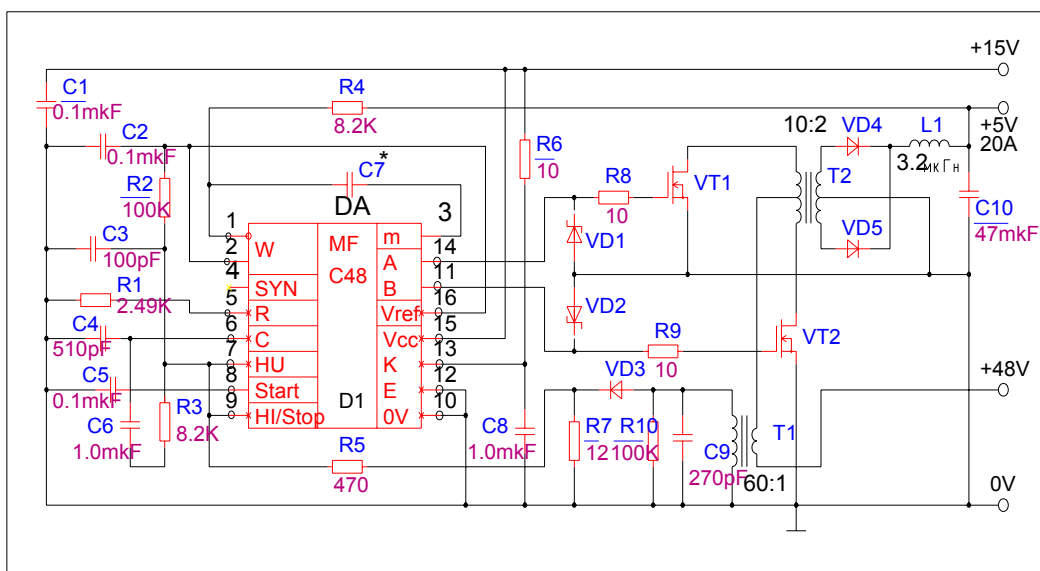 +15V
C1
0.1mkF
R4
8.2K
C2
0.1mkF
+5V
20A
10:2
VD4
L1
3.2 мкГн
R6
10
C7
*
R2
100K
DA
R8
10
VT1
T2
C10
47mkF
VD5
VD1
C3
100pF
1
2
4
5
6
7
8
9
W
SYN
R
C
HU
Start
HI/Stop
MF
C48
D1
m
A
B
Vref
Vcc
K
E
0V
3
14
11
16
15
13
12
10
R1
2.49K
C4
510pF
C5
0.1mkF
C6
1.0mkF
R3
8.2K
VD2
VT2
R9
10
VD3
+48V
R5
470
C8
1.0mkF
R7
12
R10
100K
C9
270pF
T1
60:1
0V